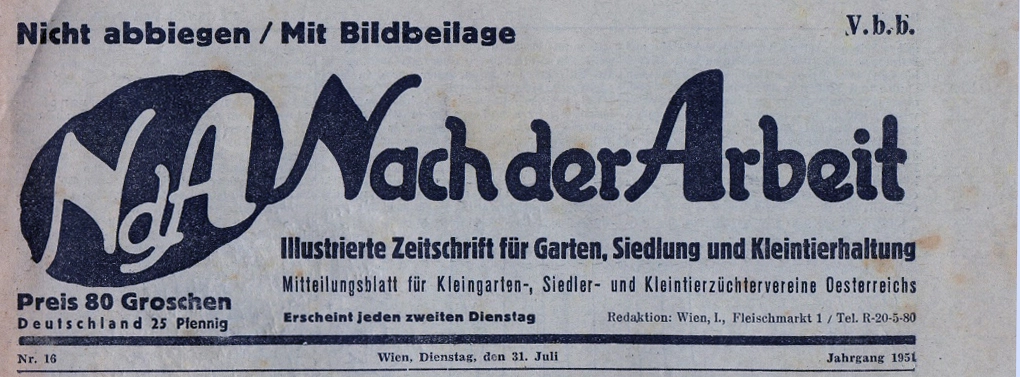 Nicht abbiegen / Mit Bildbeilage
V.b.b.
NdA
Nach der Arbeit
Illustrierte Zeitschrift für Garten, Siedlung und Kleintierhaltung
Mitteilungsblatt für Kleingarten-, Siedler- und Kleintierzüchtervereine Oesterreichs
Preis 80 Groschen
Deutschland 25 Pfennig
Erscheint jeden zweiten Dienstag
Redaktion: Wien, I., Fleischmarkt 1 / Tel. R-20-5-80
Nr. 16
Wien, Dienstag, den 31. Juli
Jahrgang 1951